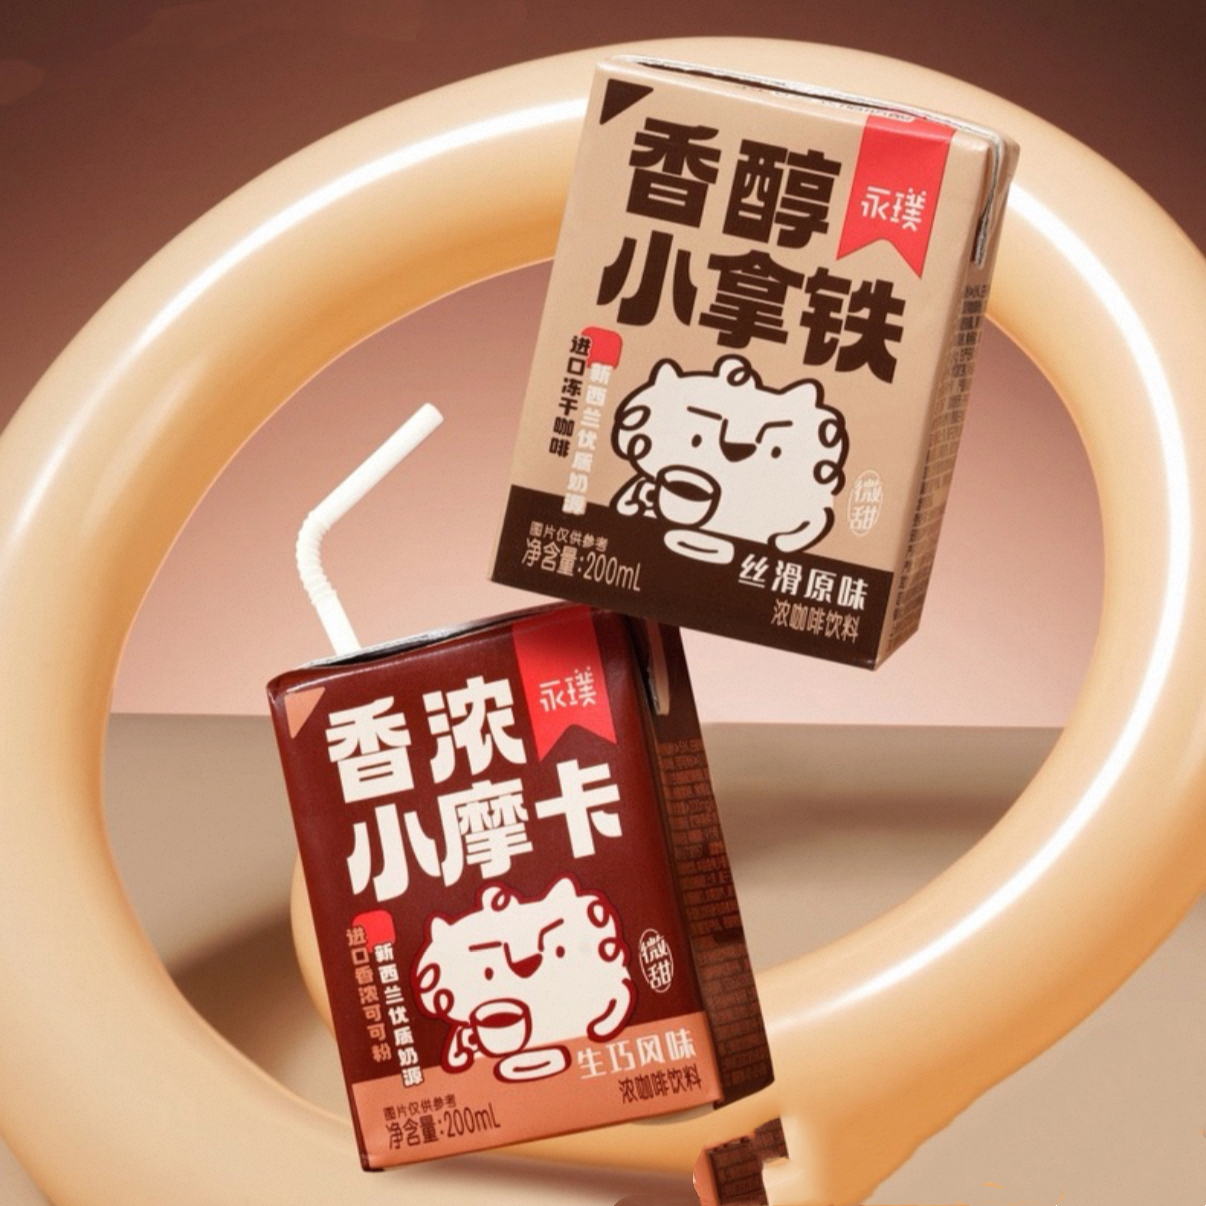 香醇
小拿铁
永璞
新西兰优质奶源
进口冻干咖啡
微甜
图片仅供参考
净含量:200mL
丝滑原味
浓咖啡饮料
香浓
小摩卡
永璞
新西兰优质奶源
进口香浓可可粉
微甜
生巧风味
浓咖啡饮料
图片仅供参考
净含量:200mL